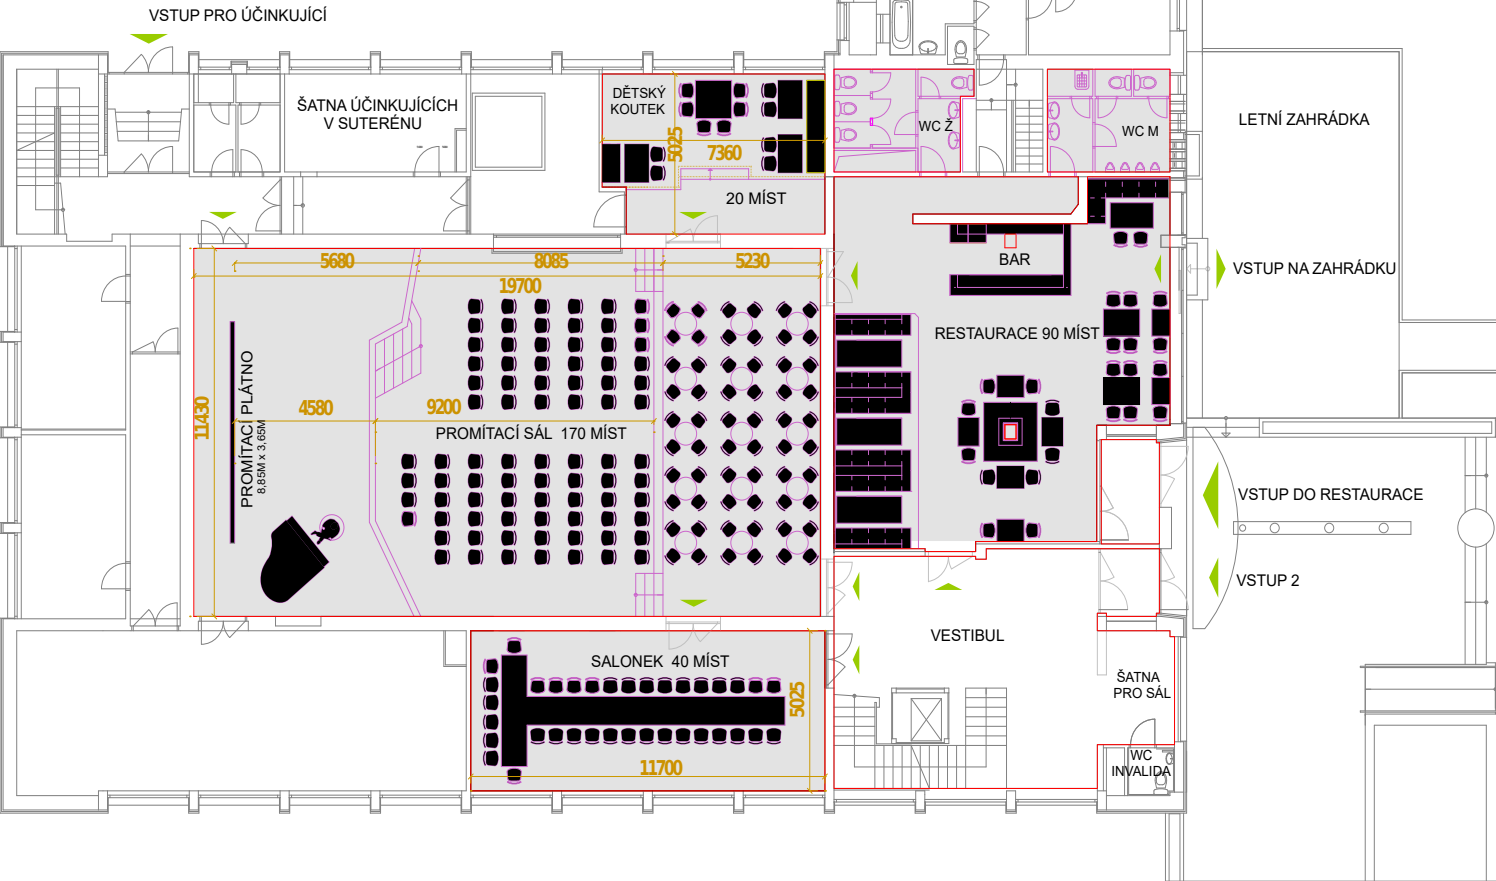 VSTUP PRO ÚČINKUJÍCÍ
ŠATNA ÚČINKUJÍCÍCH
V SUTERÉNU
DĚTSKÝ
KOUTEK
5025
7360
20 MÍST
WC Ž
WC M
LETNÍ ZAHRÁDKA
VSTUP NA ZAHRÁDKU
BAR
RESTAURACE 90 MÍST
5680
8085
5230
19700
11430
PROMÍTACÍ PLÁTNO
8,85M x 3,65M
4580
9200
PROMÍTACÍ SÁL 170 MÍST
VSTUP DO RESTAURACE
VSTUP 2
VESTIBUL
SALONEK 40 MÍST
5025
11700
ŠATNA
PRO SÁL
WC
INVALIDA